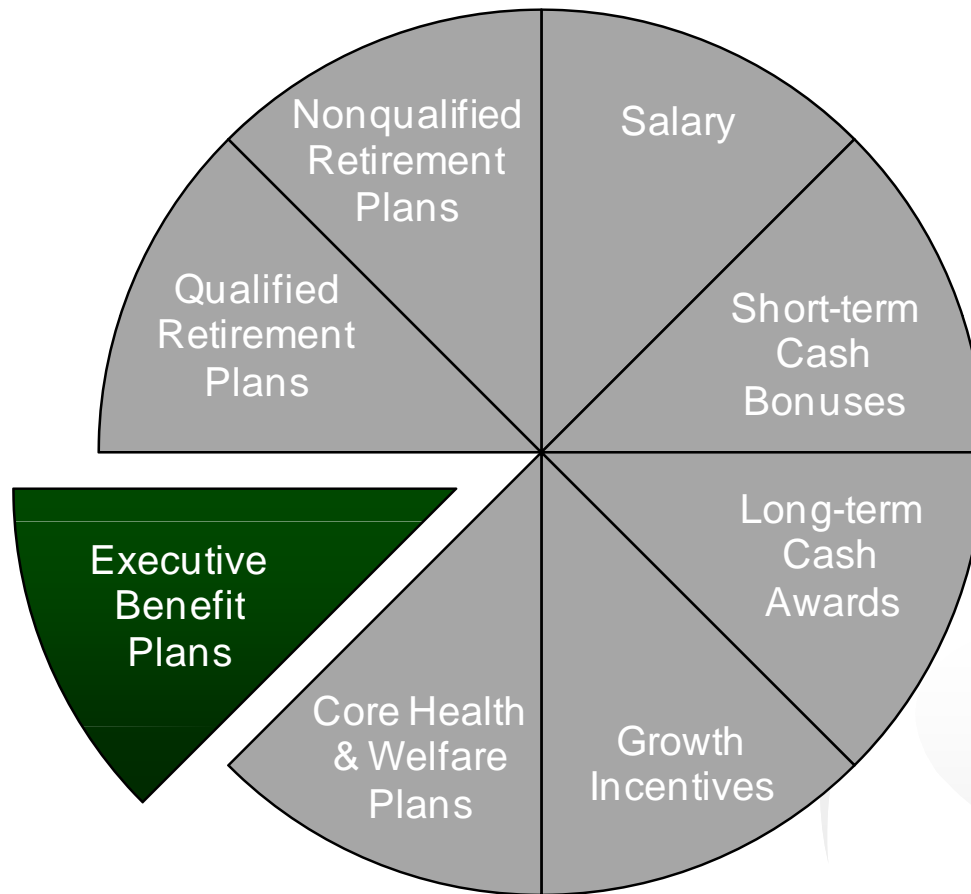 Nonqualified
Retirement
Plans
Salary
Qualified
Retirement
Plans
Short-term
Cash
Bonuses
Executive
Benefit
Plans
Long-term
Cash
Awards
Core Health
& Welfare
Plans
Growth
Incentives